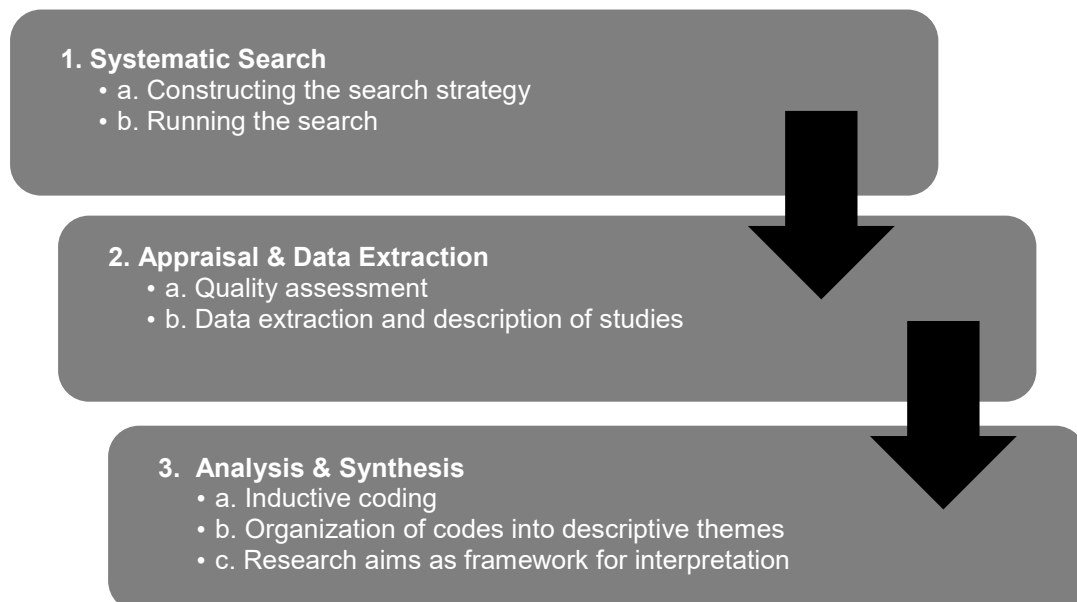 1. Systematic Search
• a. Constructing the search strategy
• b. Running the search
2. Appraisal & Data Extraction
• a. Quality assessment
• b. Data extraction and description of studies
3. Analysis & Synthesis
• a. Inductive coding
• b. Organization of codes into descriptive themes
• c. Research aims as framework for interpretation